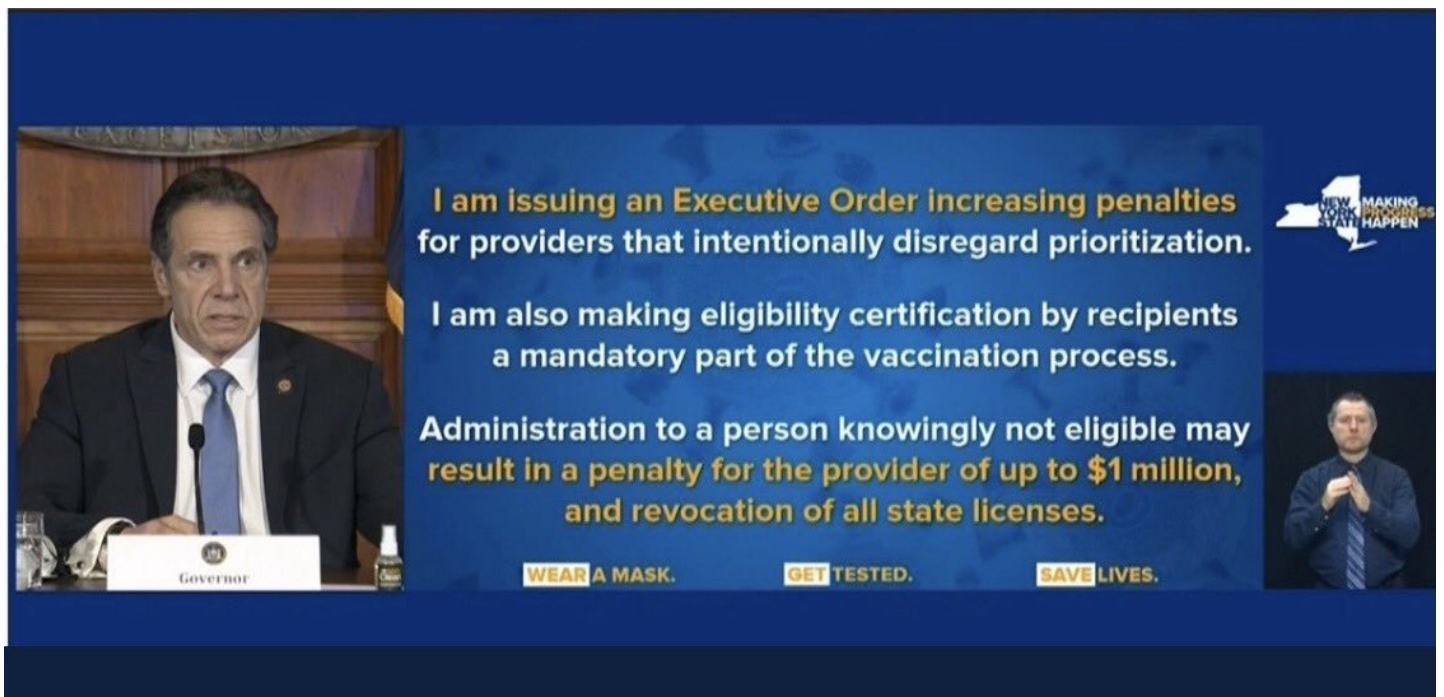 EXCELSIOR
I am issuing an Executive Order increasing penalties
for providers that intentionally disregard prioritization.
I am also making eligibility certification by recipients
a mandatory part of the vaccination process.
Administration to a person knowingly not eligible may
result in a penalty for the provider of up to $1 million,
and revocation of all state licenses.
WEAR A MASK.
GET TESTED.
SAVE LIVES.
Governor
NEW
YORK
STATE
MAKING
PROGRESS
HAPPEN